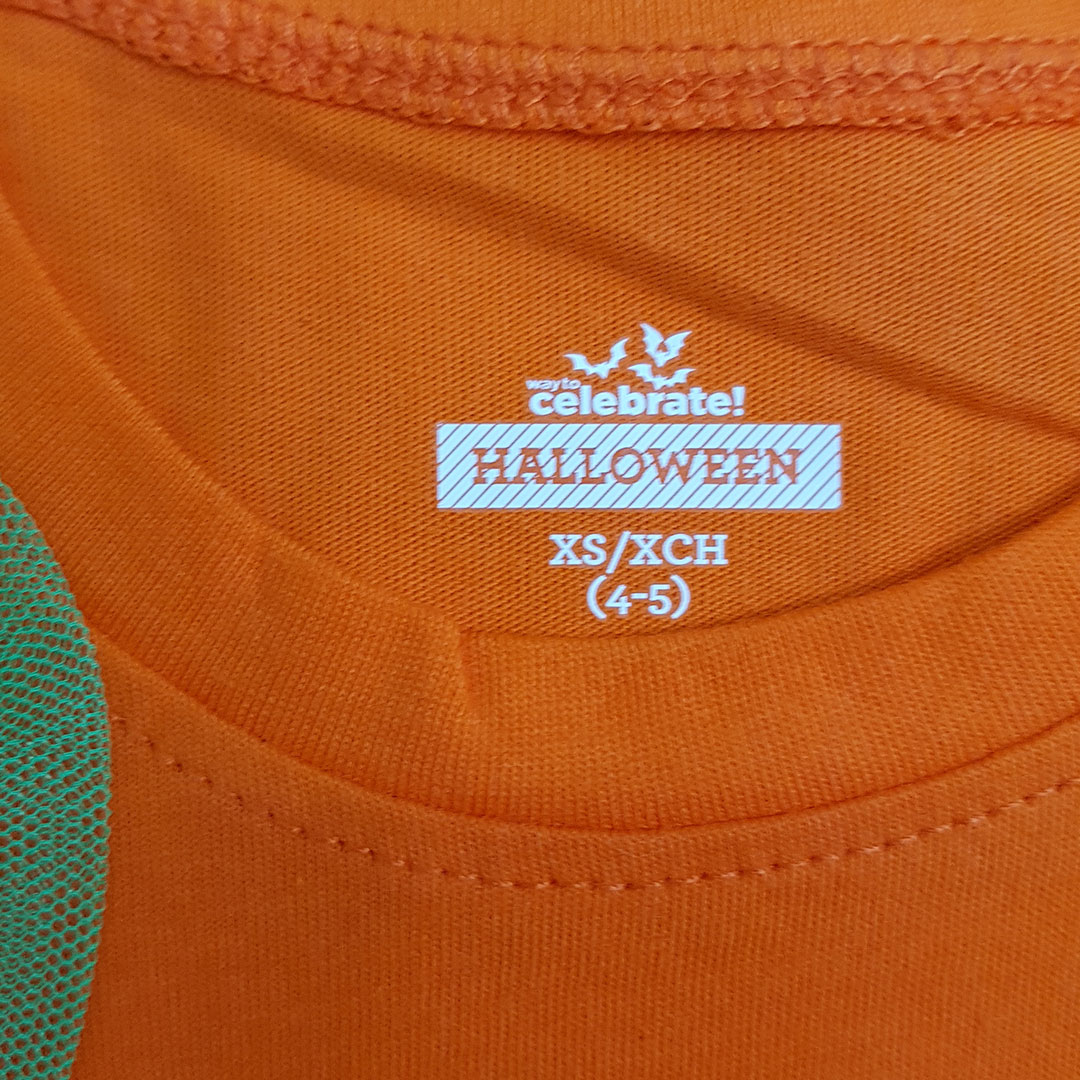 way to
celebrate!
HALLOWEEN
XS/XCH
(4-5)